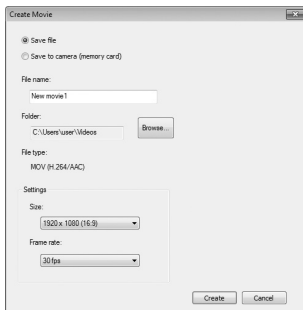 Create Movie
Save file
Save to camera (memory card)
File name:
New movie1
Folder:
C:\Users\user\Videos
Browse...
File type:
MOV (H.264/AAC)
Settings
Size:
1920 x 1080 (16:9)
Frame rate:
30 fps
Create
Cancel